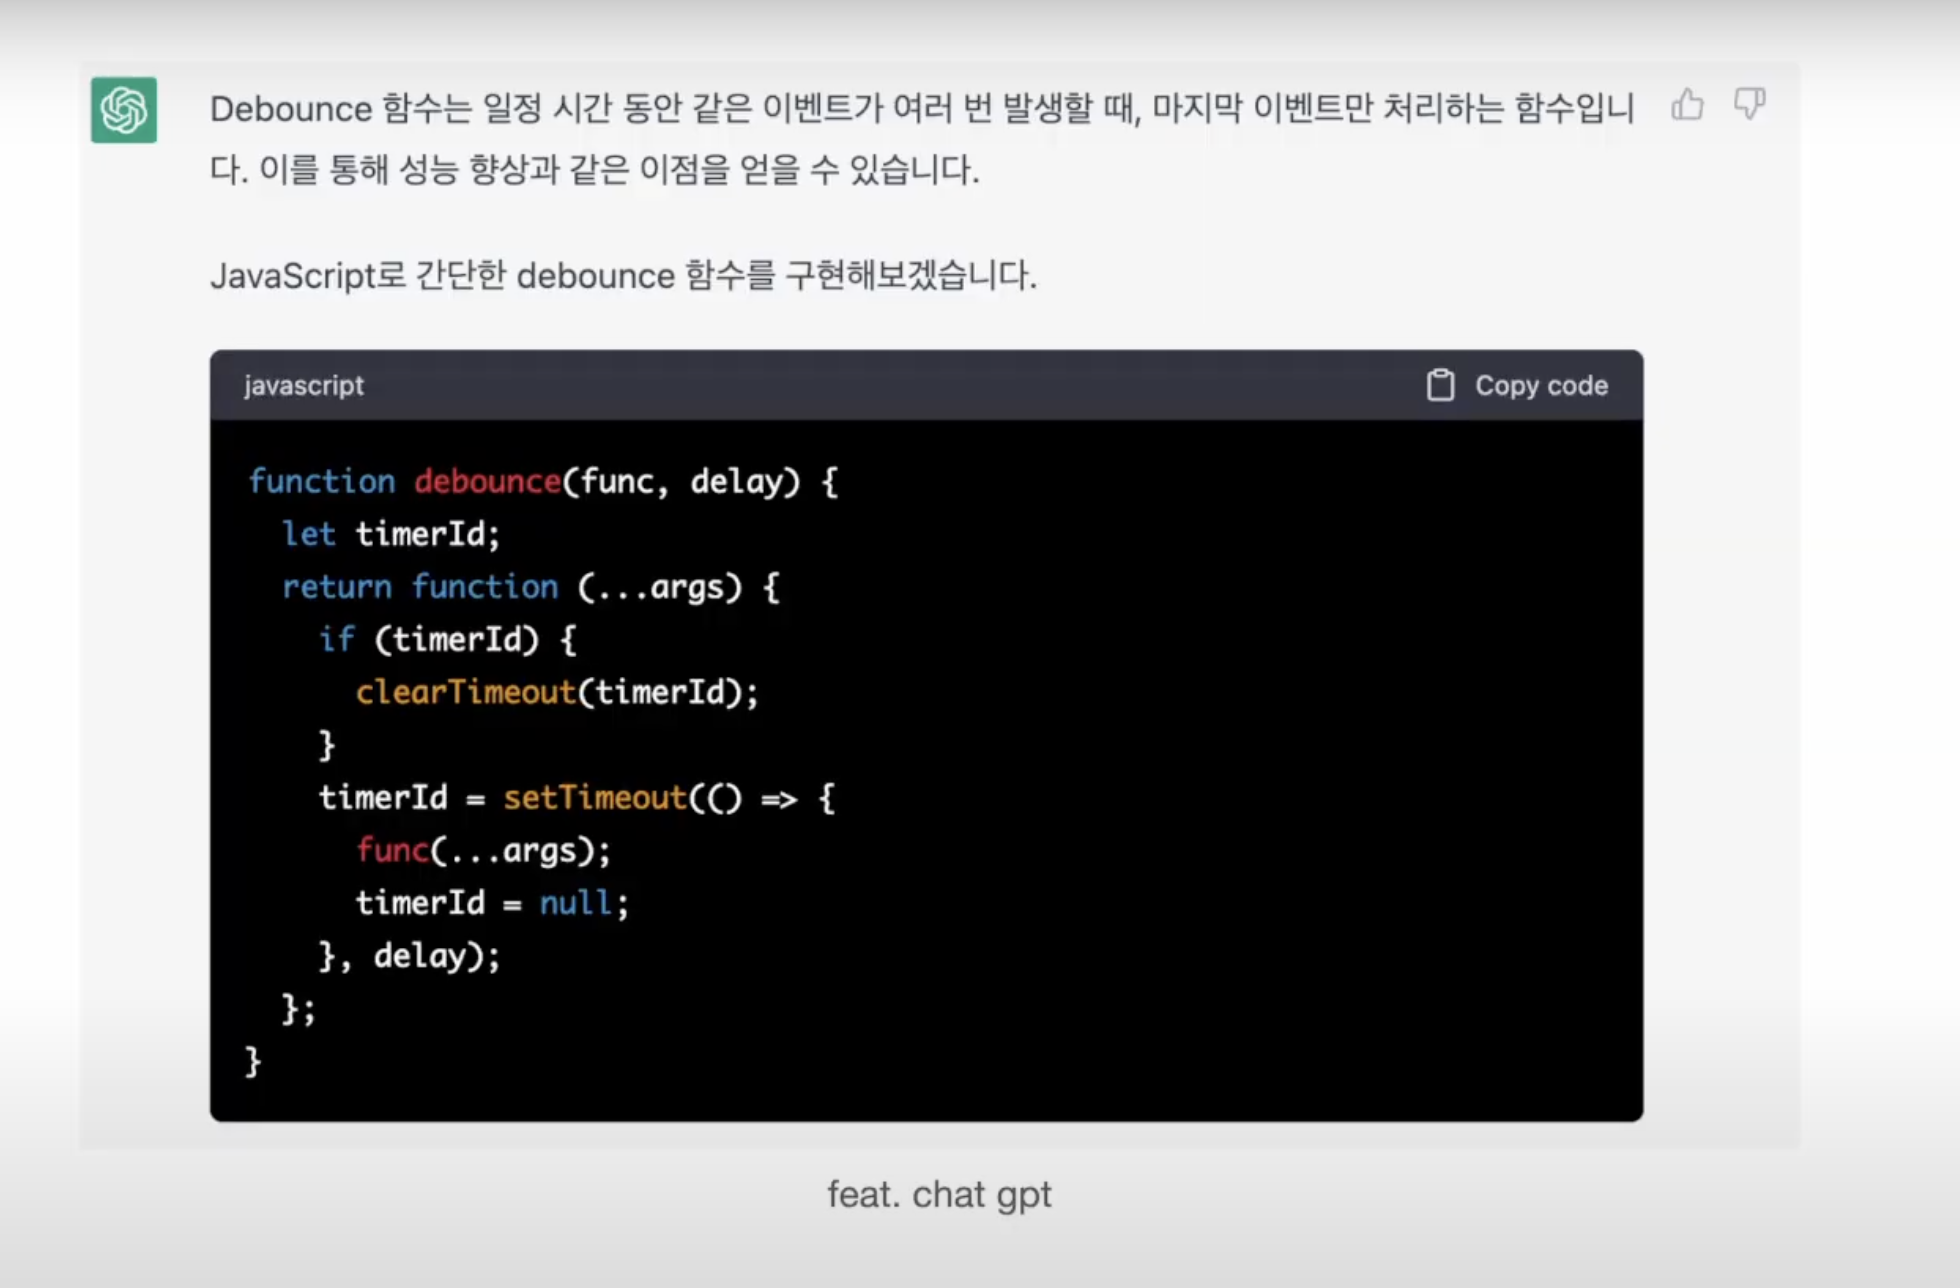 Debounce 함수는 일정 시간 동안 같은 이벤트가 여러 번 발생할 때, 마지막 이벤트만 처리하는 함수입니
다. 이를 통해 성능 향상과 같은 이점을 얻을 수 있습니다.
JavaScript로 간단한 debounce 함수를 구현해보겠습니다.
javascript
Copy code
function debounce(func, delay) {
  let timerId;
  return function (...args) {
    if (timerId) {
      clearTimeout(timerId);
    }
    timerId = setTimeout(() => {
      func(...args);
      timerId = null;
    }, delay);
  };
}
feat. chat gpt